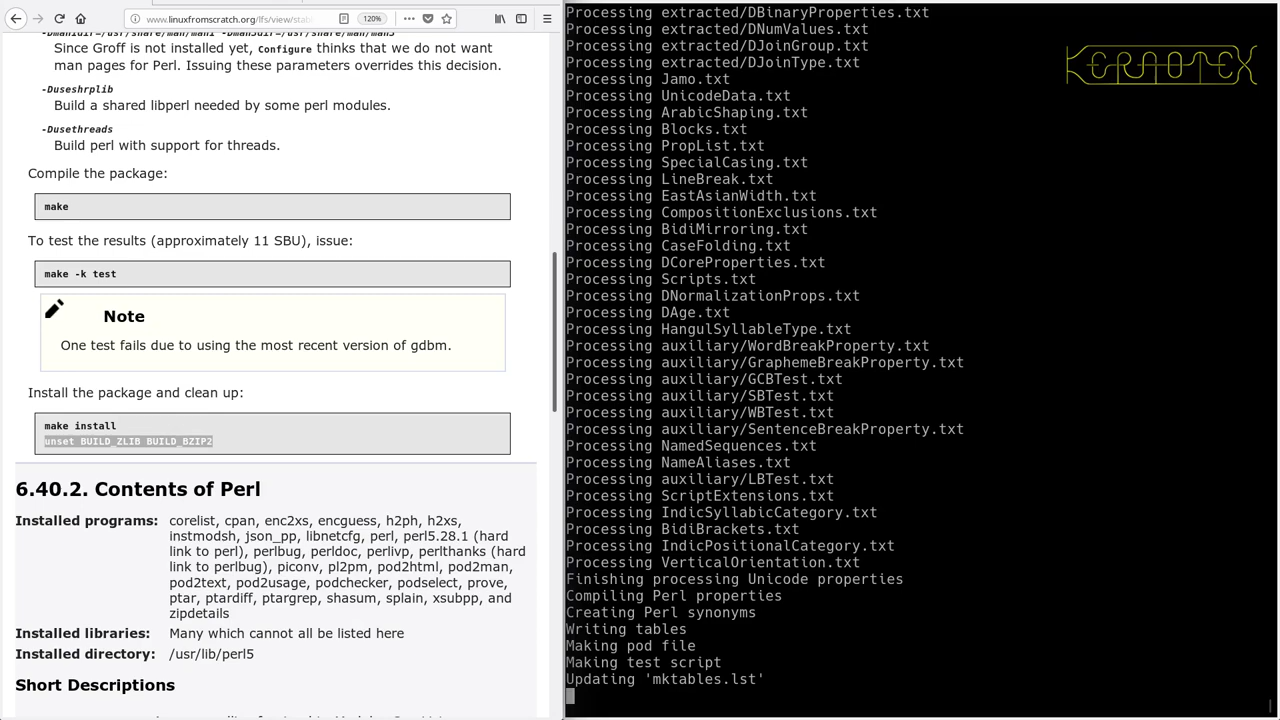 www.linuxfromscratch.org/lfs/view/stab
120%
-Dman1dir=/usr/share/man/man1 -Dman3dir=/usr/share/man/man3
Since Groff is not installed yet, Configure thinks that we do not want
man pages for Perl. Issuing these parameters overrides this decision.
-Duseshrplib
Build a shared libperl needed by some perl modules.
-Dusethreads
Build perl with support for threads.
Compile the package:
make
To test the results (approximately 11 SBU), issue:
make -k test
Note
One test fails due to using the most recent version of gdbm.
Install the package and clean up:
make install
unset BUILD_ZLIB BUILD_BZIP2
6.40.2. Contents of Perl
Installed programs: corelist, cpan, enc2xs, encguess, h2ph, h2xs,
instmodsh, json_pp, libnetcfg, perl, perl5.28.1 (hard
link to perl), perlbug, perldoc, perlivp, perlthanks (hard
link to perlbug), piconv, pl2pm, pod2html, pod2man,
pod2text, pod2usage, podchecker, podselect, prove,
ptar, ptardiff, ptargrep, shasum, splain, xsubpp, and
zipdetails
Installed libraries: Many which cannot all be listed here
Installed directory: /usr/lib/perl5
Short Descriptions
Processing extracted/DBinaryProperties.txt
Processing extracted/DNumValues.txt
Processing extracted/DJoinGroup.txt
Processing extracted/DJoinType.txt
Processing Jamo.txt
Processing UnicodeData.txt
Processing ArabicShaping.txt
Processing Blocks.txt
Processing PropList.txt
Processing SpecialCasing.txt
Processing LineBreak.txt
Processing EastAsianWidth.txt
Processing CompositionExclusions.txt
Processing BidiMirroring.txt
Processing CaseFolding.txt
Processing DCoreProperties.txt
Processing Scripts.txt
Processing DNormalizationProps.txt
Processing DAge.txt
Processing HangulSyllableType.txt
Processing auxiliary/WordBreakProperty.txt
Processing auxiliary/GraphemeBreakProperty.txt
Processing auxiliary/GCBTest.txt
Processing auxiliary/SBTest.txt
Processing auxiliary/WBTest.txt
Processing auxiliary/SentenceBreakProperty.txt
Processing NamedSequences.txt
Processing NameAliases.txt
Processing auxiliary/LBTest.txt
Processing ScriptExtensions.txt
Processing IndicSyllabicCategory.txt
Processing BidiBrackets.txt
Processing IndicPositionalCategory.txt
Processing VerticalOrientation.txt
Finishing processing Unicode properties
Compiling Perl properties
Creating Perl synonyms
Writing tables
Making pod file
Making test script
Updating 'mktables.lst'
KERAOTEX